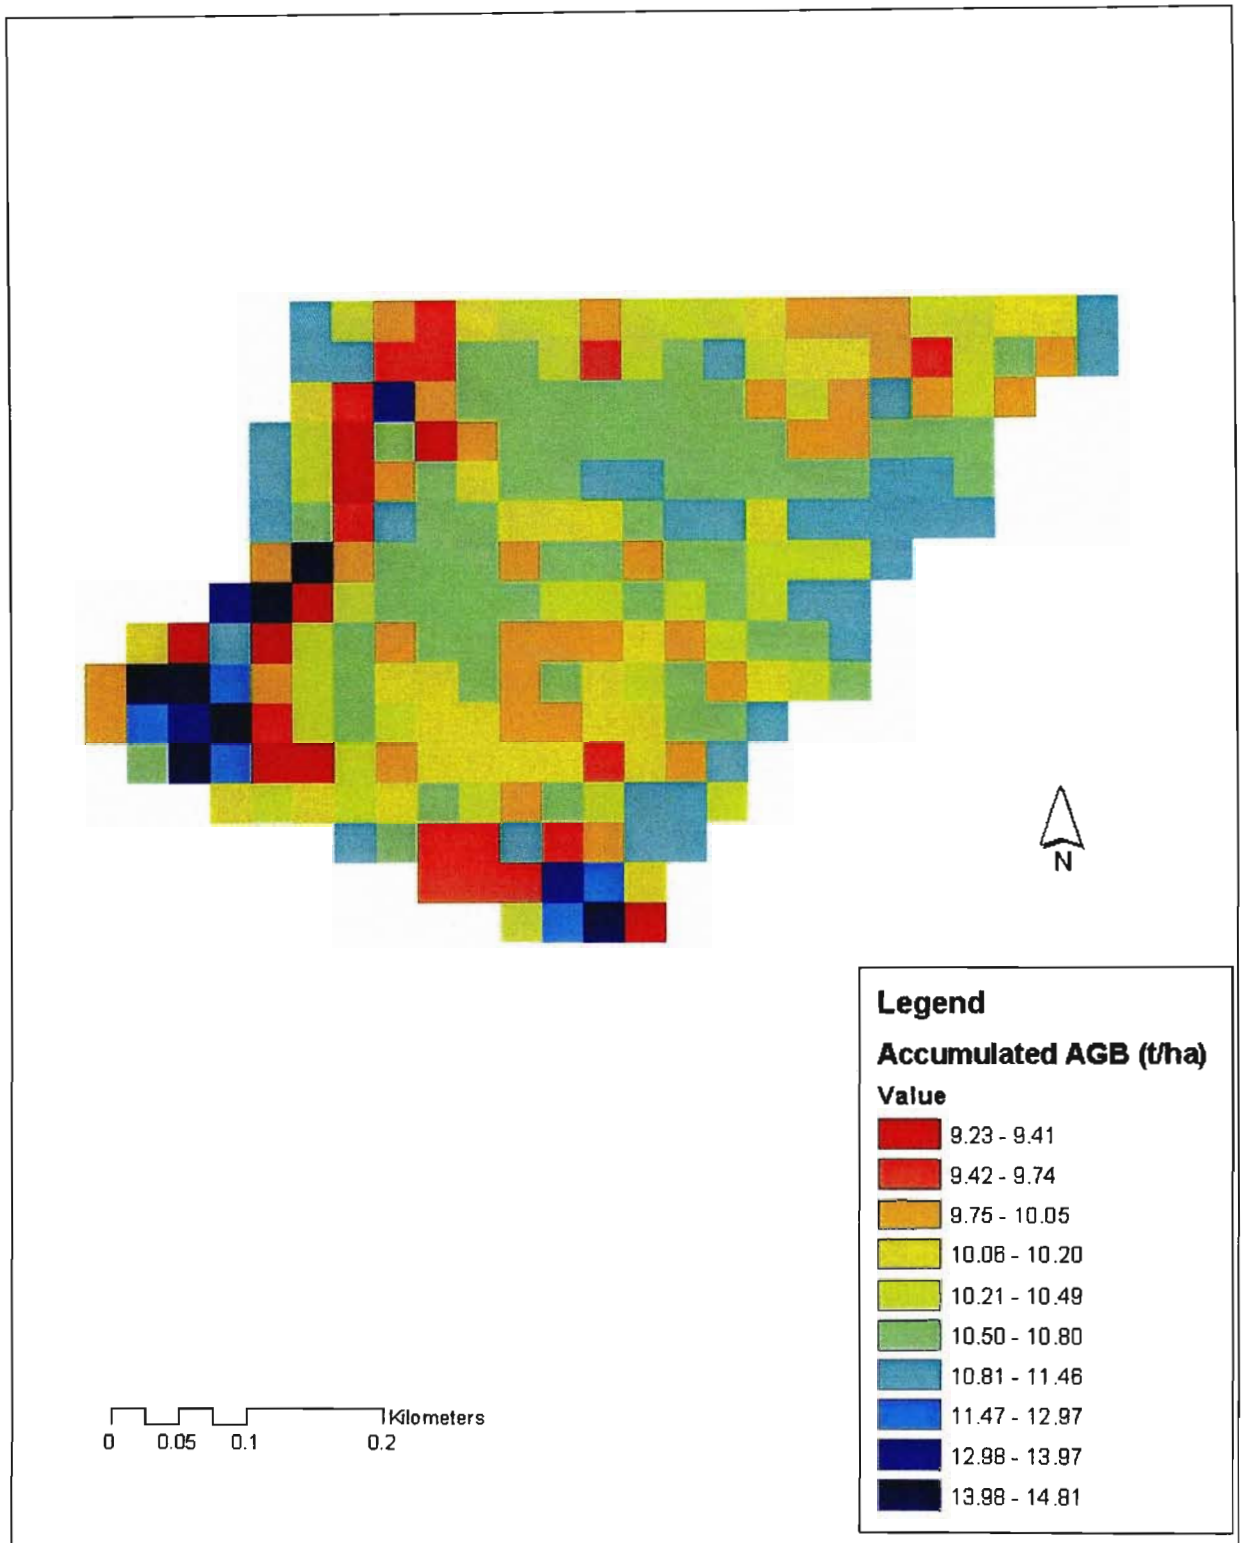 N
Legend
Accumulated AGB (t/ha)
Value
9.23 - 9.41
9.42 - 9.74
9.75 - 10.05
10.06 - 10.20
10.21 - 10.49
10.50 - 10.80
10.81 - 11.46
11.47 - 12.97
12.98 - 13.97
13.98 - 14.81
Kilometers
0 0.05 0.1 0.2